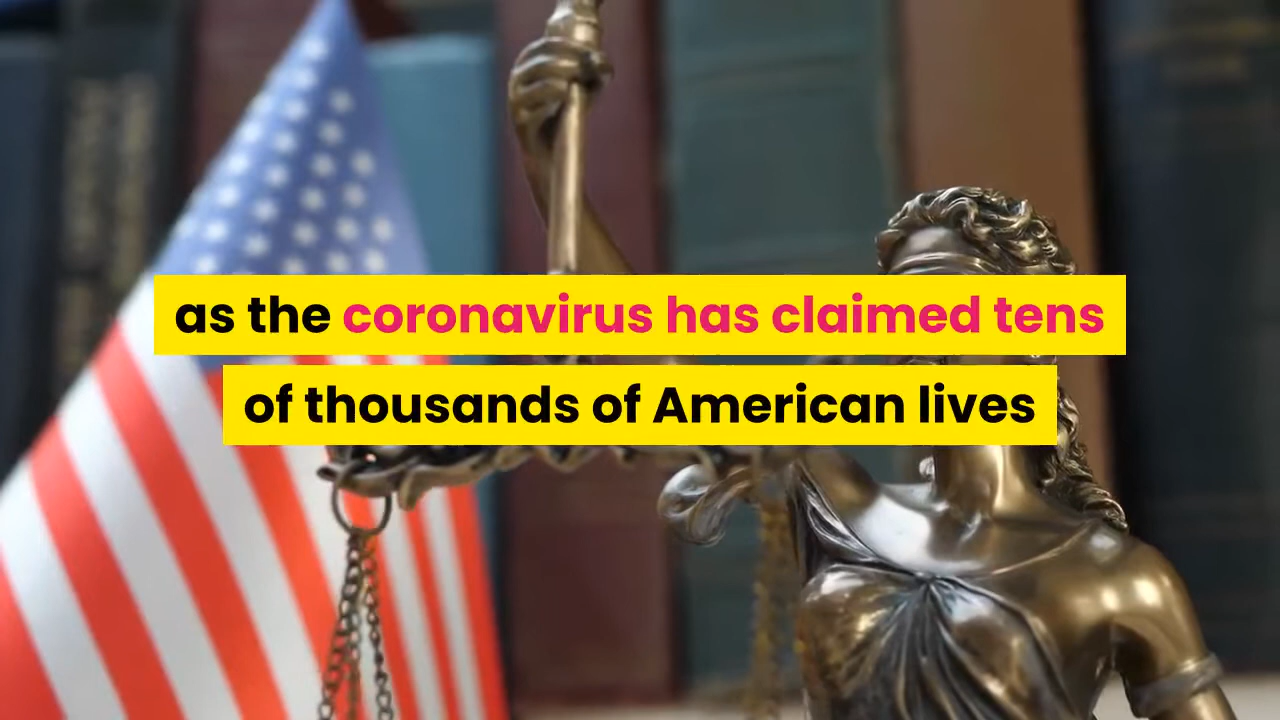 as the coronavirus has claimed tens
of thousands of American lives